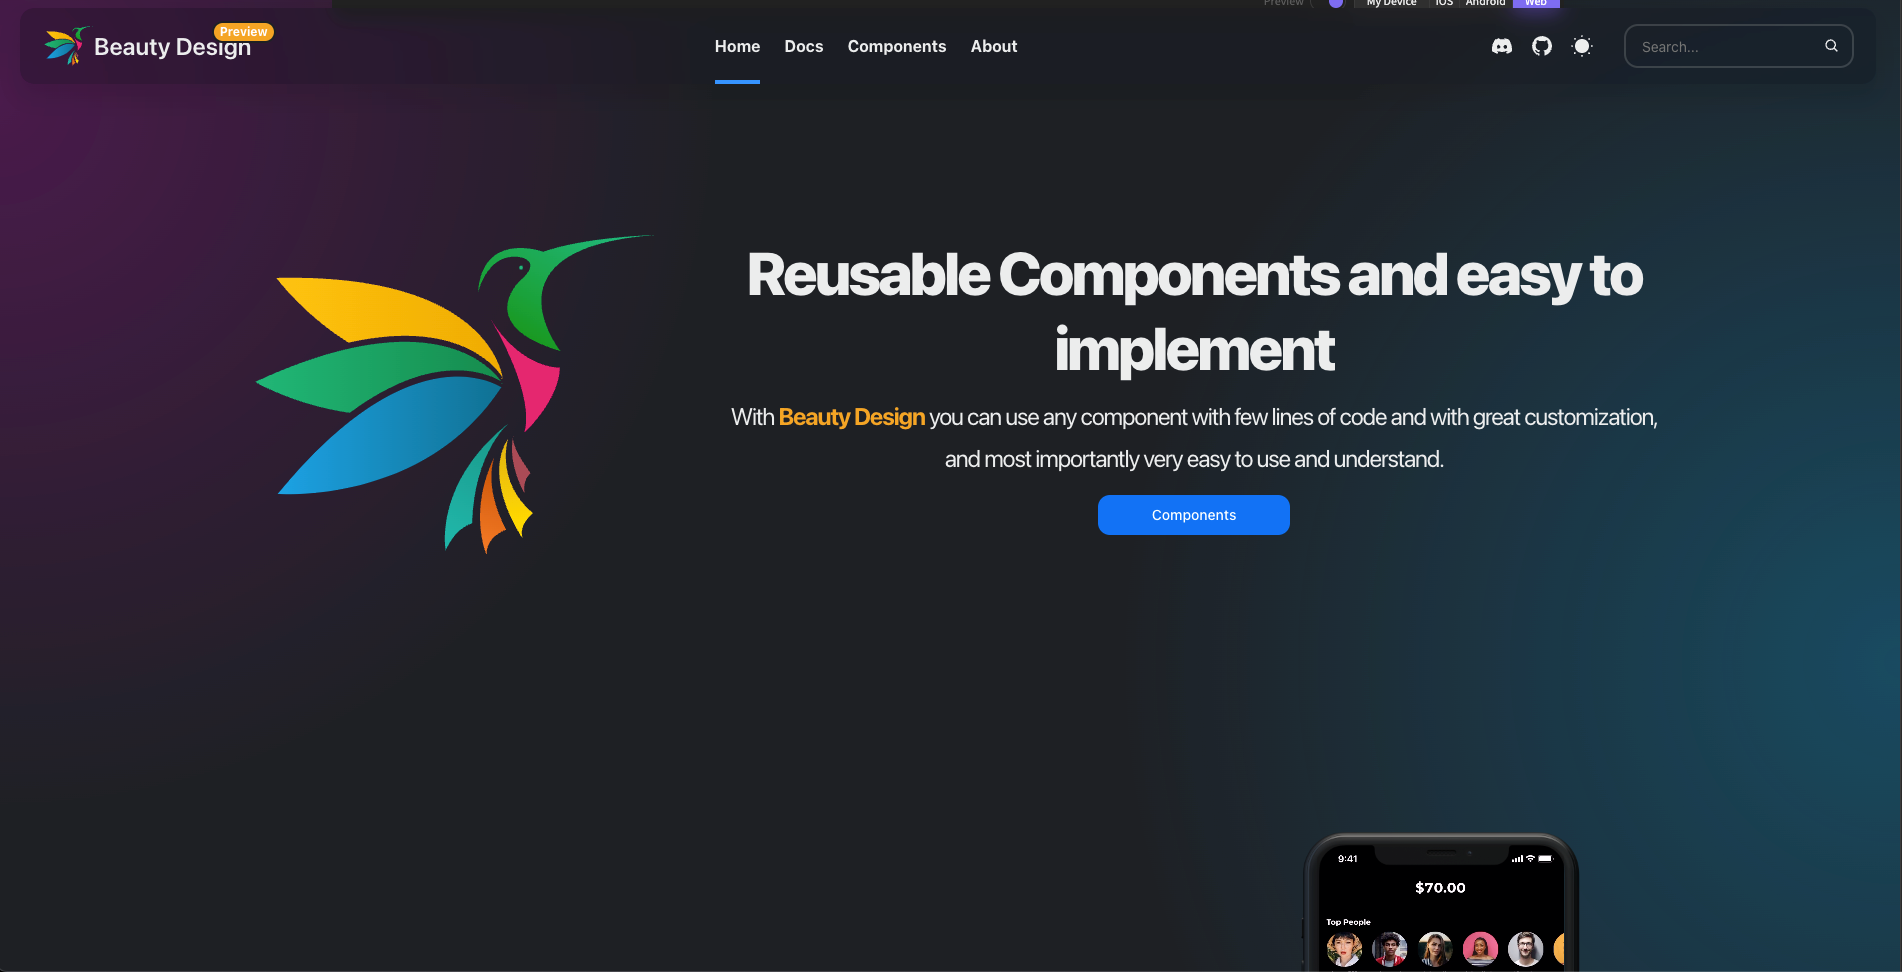 Preview
My Device
iOS
Android
Web
Preview
Beauty Design
Home
Docs
Components
About
Search...
Reusable Components and easy to
implement
With Beauty Design you can use any component with few lines of code and with great customization,
and most importantly very easy to use and understand.
Components
9:41
$70.00
Top People